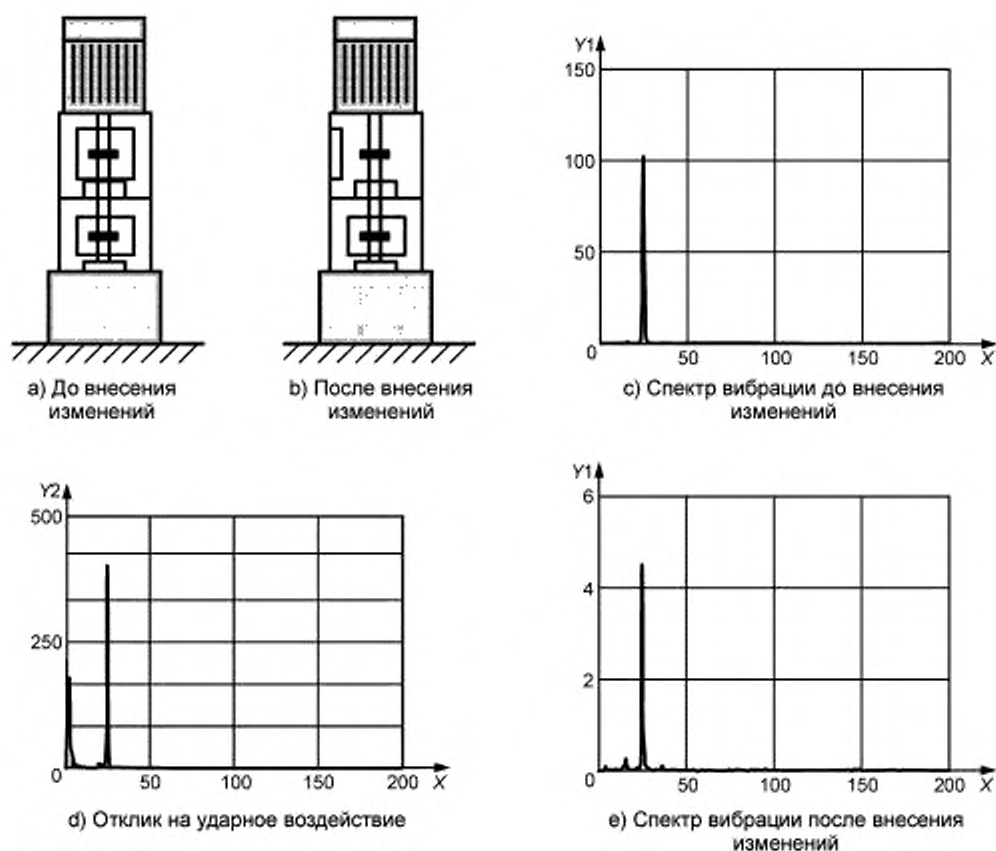 a) До внесения
изменений
b) После внесения
изменений
Y1
150
100
50
0
50
100
150
200
X
c) Спектр вибрации до внесения
изменений
Y2
500
250
0
50
100
150
200
X
d) Отклик на ударное воздействие
Y1
6
4
2
0
50
100
150
200
X
e) Спектр вибрации после внесения
изменений